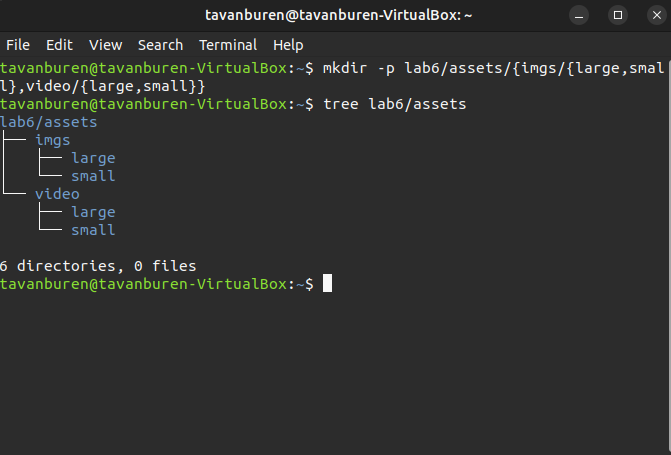 tavanburen@tavanburen-VirtualBox: ~
File Edit View Search Terminal Help
tavanburen@tavanburen-VirtualBox:~$ mkdir -p lab6/assets/{imgs/{large,smal
l},video/{large,small}}
tavanburen@tavanburen-VirtualBox:~$ tree lab6/assets
lab6/assets
├── imgs
│   ├── large
│   └── small
└── video
    ├── large
    └── small

6 directories, 0 files
tavanburen@tavanburen-VirtualBox:~$